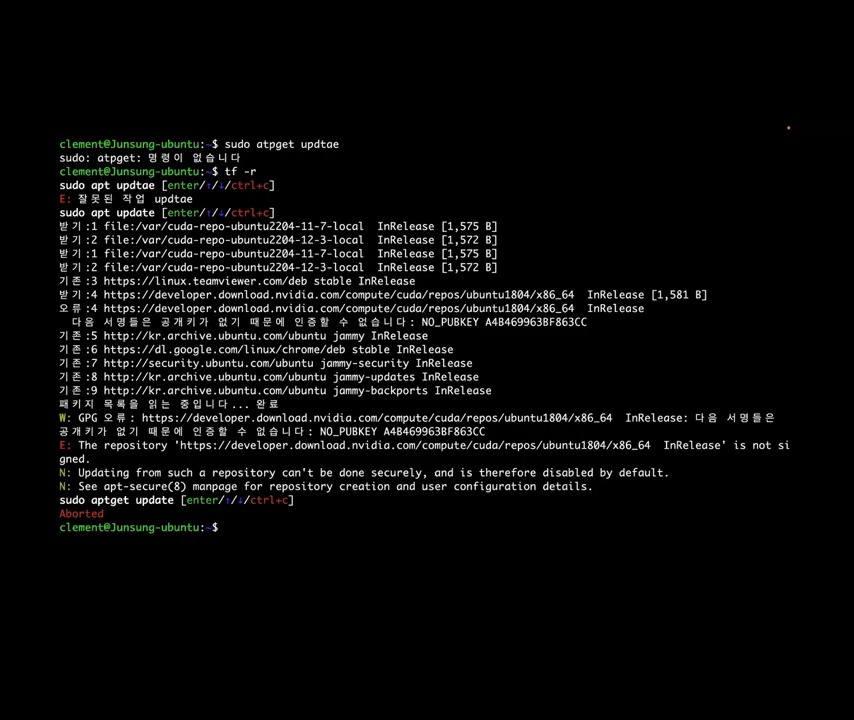 clement@Junsung-ubuntu:~$ sudo atpget updtae
sudo: atpget: 명령이 없습니다
clement@Junsung-ubuntu:~$ tf -r
sudo apt updtae [enter/↑/↓/ctrl+c]
E: 잘못된 작업 updtae
sudo apt update [enter/↑/↓/ctrl+c]
받기:1 file:/var/cuda-repo-ubuntu2204-11-7-local  InRelease [1,575 B]
받기:2 file:/var/cuda-repo-ubuntu2204-12-3-local  InRelease [1,572 B]
받기:1 file:/var/cuda-repo-ubuntu2204-11-7-local  InRelease [1,575 B]
받기:2 file:/var/cuda-repo-ubuntu2204-12-3-local  InRelease [1,572 B]
기존:3 https://linux.teamviewer.com/deb stable InRelease
받기:4 https://developer.download.nvidia.com/compute/cuda/repos/ubuntu1804/x86_64  InRelease [1,581 B]
오류:4 https://developer.download.nvidia.com/compute/cuda/repos/ubuntu1804/x86_64  InRelease
다음 서명들은 공개키가 없기 때문에 인증할 수 없습니다: NO_PUBKEY A4B469963BF863CC
기존:5 http://kr.archive.ubuntu.com/ubuntu jammy InRelease
기존:6 https://dl.google.com/linux/chrome/deb stable InRelease
기존:7 http://security.ubuntu.com/ubuntu jammy-security InRelease
기존:8 http://kr.archive.ubuntu.com/ubuntu jammy-updates InRelease
기존:9 http://kr.archive.ubuntu.com/ubuntu jammy-backports InRelease
패키지 목록을 읽는 중입니다... 완료
W: GPG 오류: https://developer.download.nvidia.com/compute/cuda/repos/ubuntu1804/x86_64  InRelease: 다음 서명들은
공개키가 없기 때문에 인증할 수 없습니다: NO_PUBKEY A4B469963BF863CC
E: The repository 'https://developer.download.nvidia.com/compute/cuda/repos/ubuntu1804/x86_64  InRelease' is not si
gned.
N: Updating from such a repository can't be done securely, and is therefore disabled by default.
N: See apt-secure(8) manpage for repository creation and user configuration details.
sudo aptget update [enter/↑/↓/ctrl+c]
Aborted
clement@Junsung-ubuntu:~$